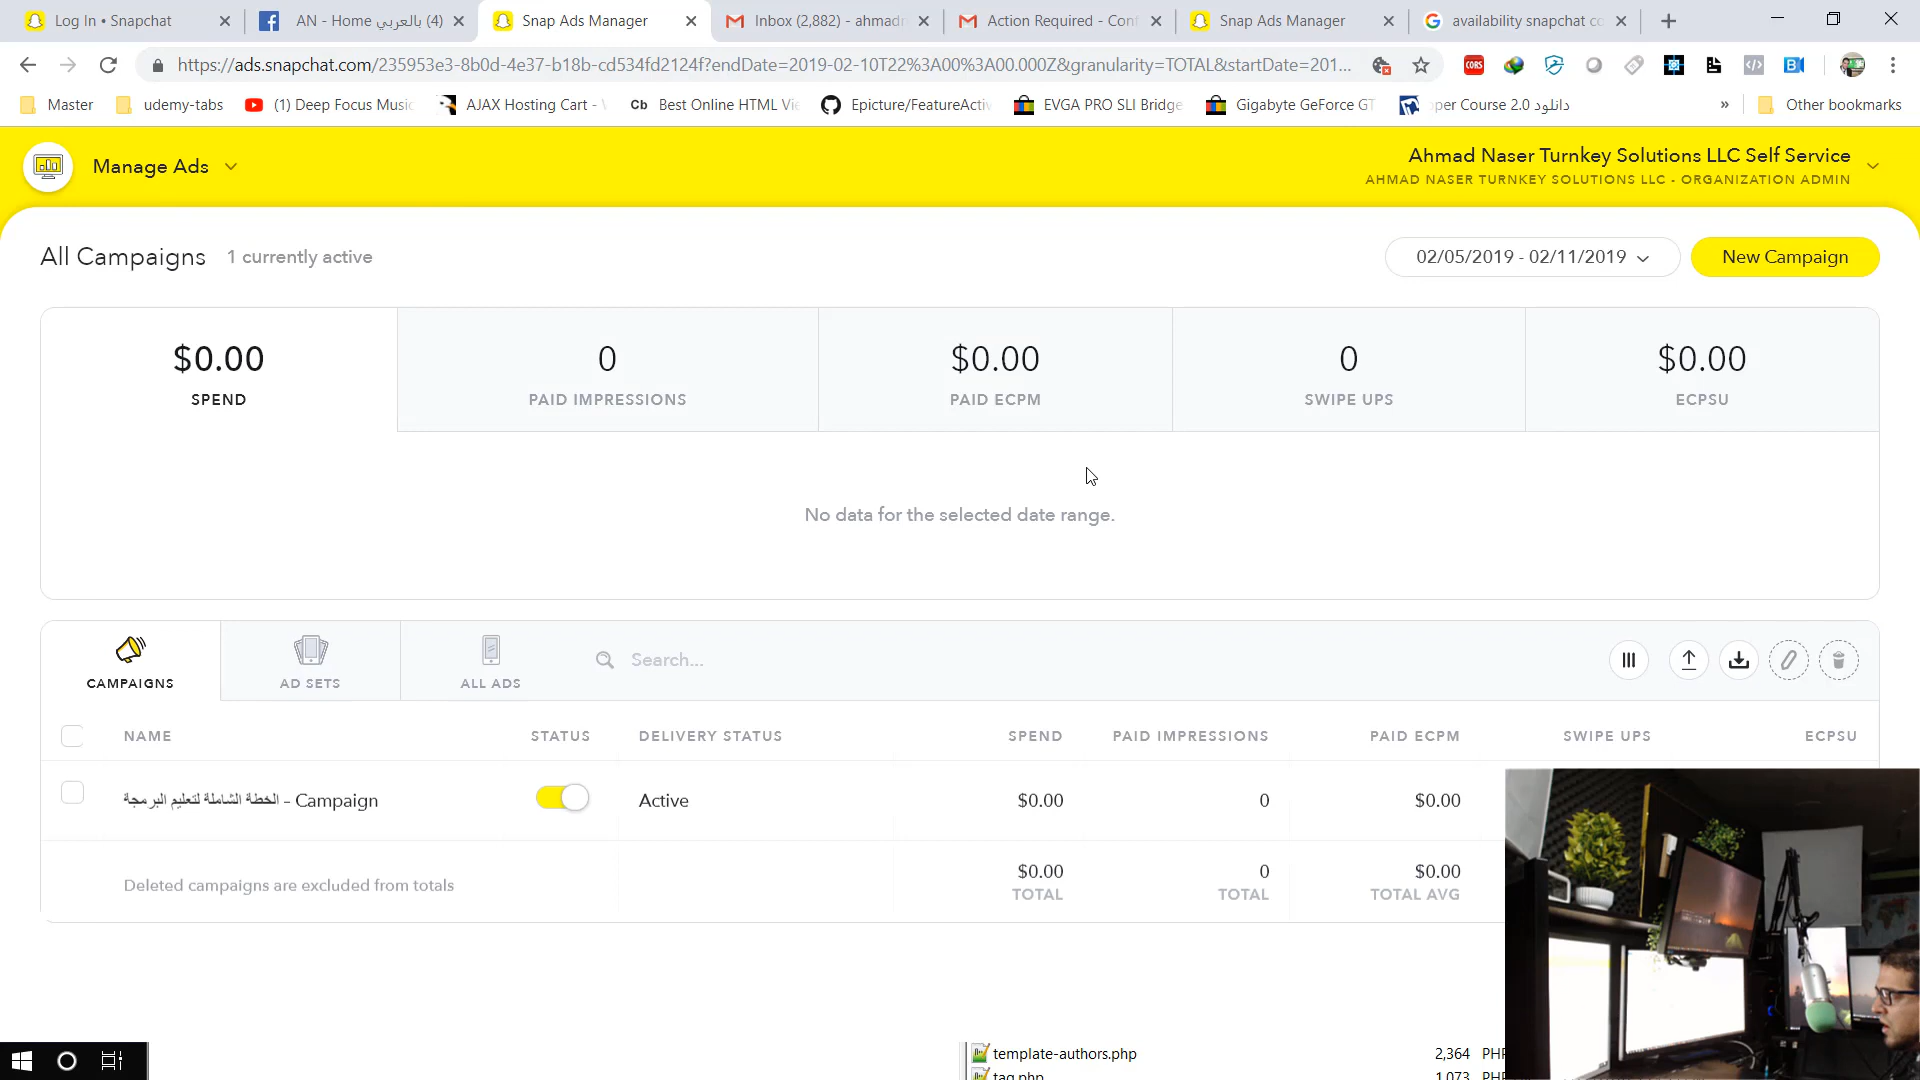 Log In • Snapchat
AN - Home بالعربي (4)
Snap Ads Manager
Inbox (2,882) - ahmadn
Action Required - Con
Snap Ads Manager
availability snapchat co
https://ads.snapchat.com/235953e3-8b0d-4e37-b18b-cd534fd2124f?endDate=2019-02-10T22%3A00%3A00.000Z&granularity=TOTAL&startDate=201...
Master
udemy-tabs
(1) Deep Focus Music
AJAX Hosting Cart -
Cb Best Online HTML Vi
Epicture/FeatureActiv
EVGA PRO SLI Bridge
Gigabyte GeForce GT
دانلود per Course 2.0
»
Other bookmarks
Manage Ads
Ahmad Naser Turnkey Solutions LLC Self Service
AHMAD NASER TURNKEY SOLUTIONS LLC - ORGANIZATION ADMIN
All Campaigns 1 currently active
02/05/2019 - 02/11/2019
New Campaign
$0.00
SPEND
0
PAID IMPRESSIONS
$0.00
PAID ECPM
0
SWIPE UPS
$0.00
ECPSU
No data for the selected date range.
CAMPAIGNS
AD SETS
ALL ADS
Search...
NAME STATUS DELIVERY STATUS SPEND PAID IMPRESSIONS PAID ECPM SWIPE UPS ECPSU
الخطة الشاملة لتعليم البرمجة – Campaign Active $0.00 0 $0.00
Deleted campaigns are excluded from totals
$0.00 0 $0.00
TOTAL TOTAL TOTAL AVG
template-authors.php 2,364 PHP
tag.php 1,073 PHP